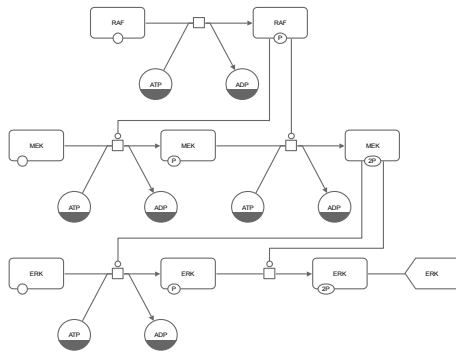 RAF RAF
P
ATP ADP
MEK MEK MEK
P 2P
ATP ADP ATP ADP
ERK ERK ERK ERK
P 2P
ATP ADP